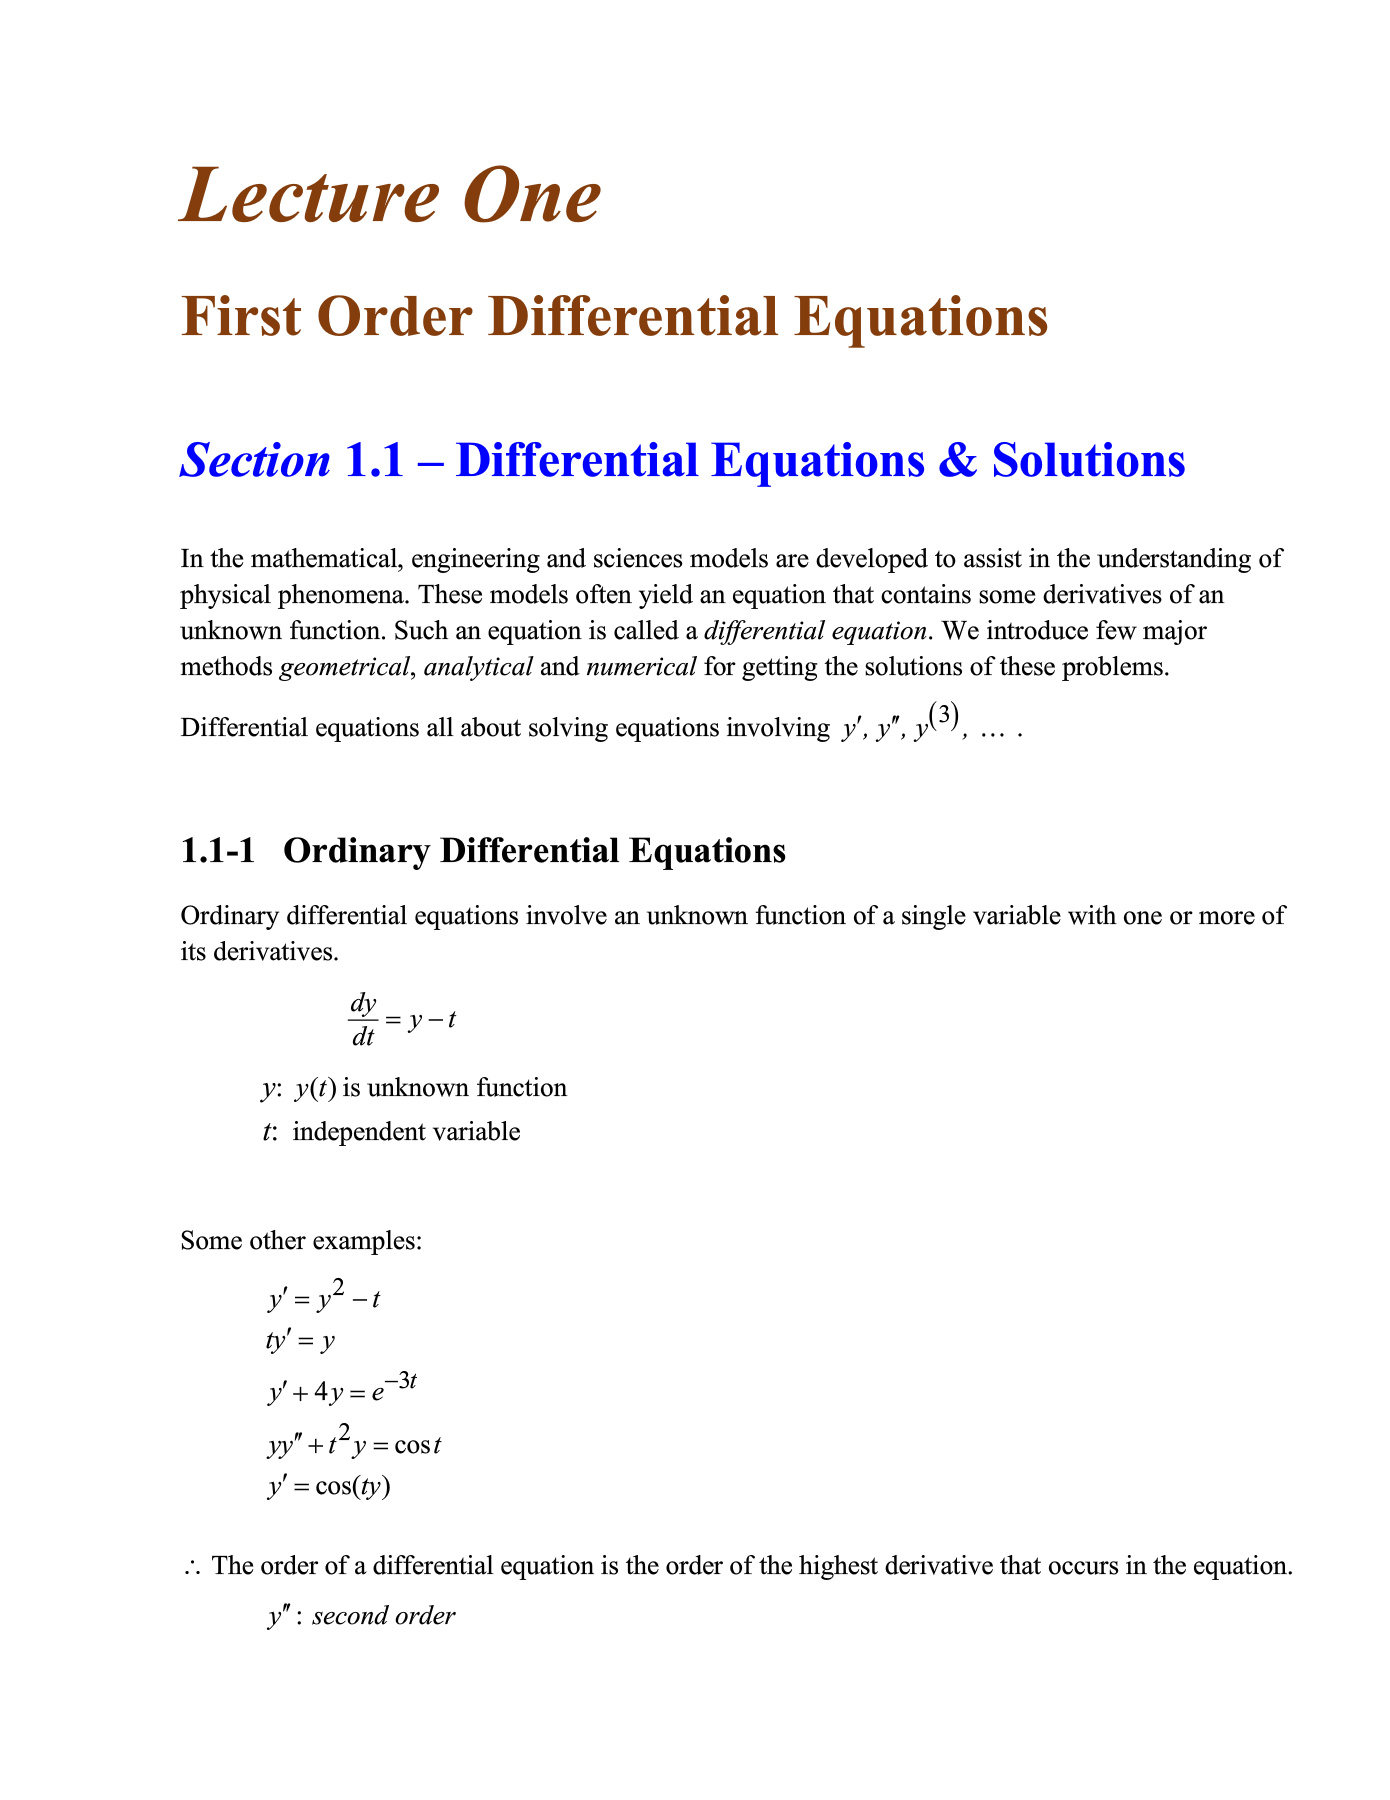 Lecture One
First Order Differential Equations
Section 1.1 – Differential Equations & Solutions
In the mathematical, engineering and sciences models are developed to assist in the understanding of
physical phenomena. These models often yield an equation that contains some derivatives of an
unknown function. Such an equation is called a differential equation. We introduce few major
methods geometrical, analytical and numerical for getting the solutions of these problems.
Differential equations all about solving equations involving y′, y″, y⁽³⁾, … .
1.1-1 Ordinary Differential Equations
Ordinary differential equations involve an unknown function of a single variable with one or more of
its derivatives.
dy/dt = y − t
y: y(t) is unknown function
t: independent variable
Some other examples:
y′ = y² − t
ty′ = y
y′ + 4y = e⁻³ᵗ
yy″ + t²y = cos t
y′ = cos(ty)
∴ The order of a differential equation is the order of the highest derivative that occurs in the equation.
y″ : second order